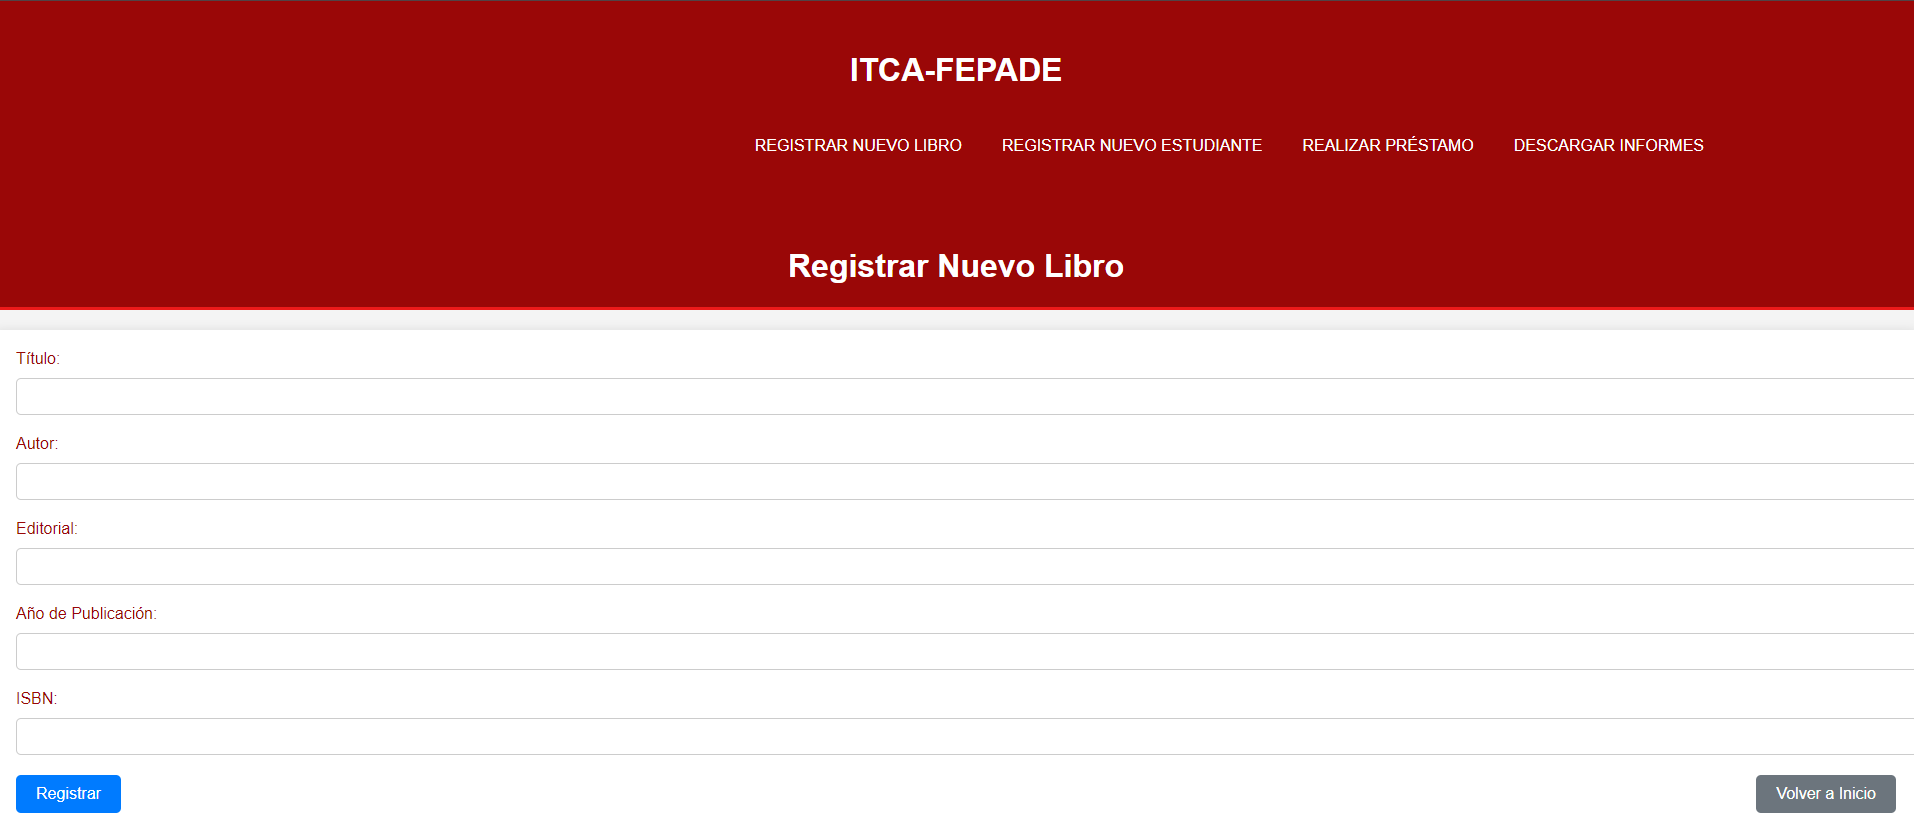 ITCA-FEPADE
REGISTRAR NUEVO LIBRO REGISTRAR NUEVO ESTUDIANTE REALIZAR PRÉSTAMO DESCARGAR INFORMES
Registrar Nuevo Libro
Título:
Autor:
Editorial:
Año de Publicación:
ISBN:
Registrar Volver a Inicio